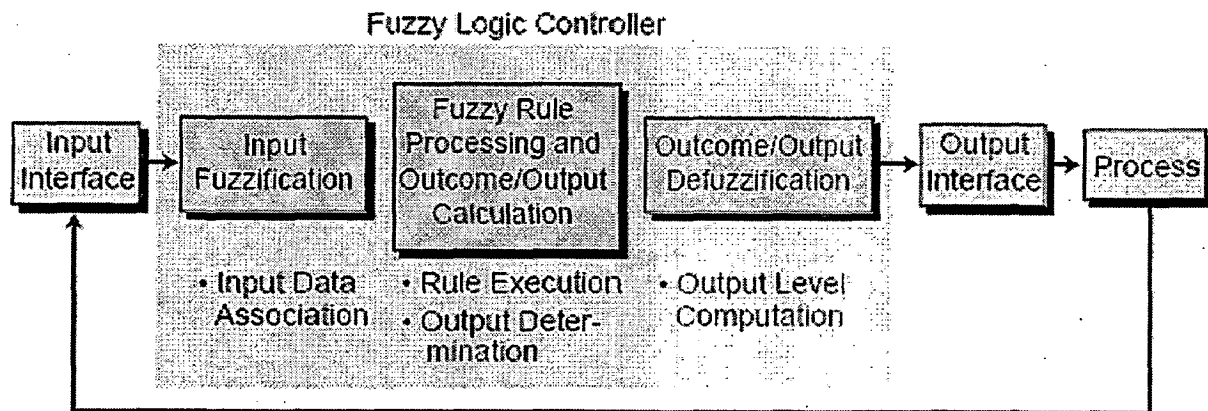 Fuzzy Logic Controller
Input
Interface
Input
Fuzzification
Fuzzy Rule
Processing and
Outcome/Output
Calculation
Outcome/Output
Defuzzification
Output
Interface
Process
• Input Data
Association
• Rule Execution
• Output Deter-
mination
• Output Level
Computation